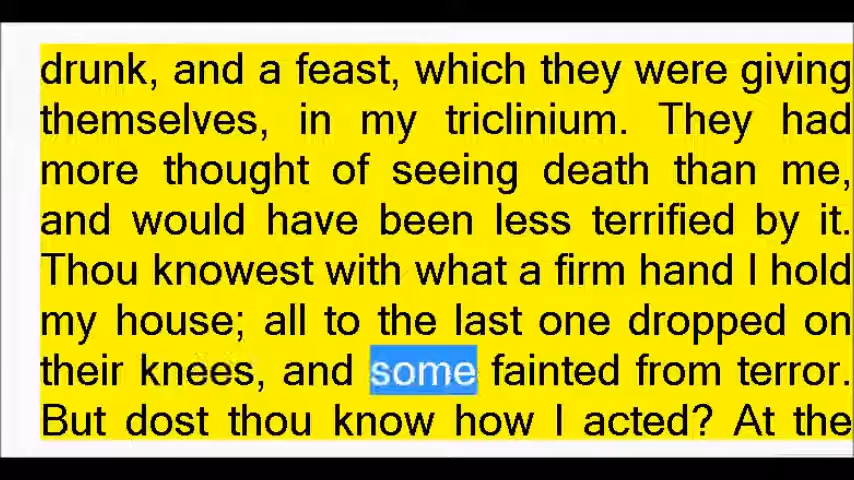 drunk, and a feast, which they were giving
themselves, in my triclinium. They had
more thought of seeing death than me,
and would have been less terrified by it.
Thou knowest with what a firm hand I hold
my house; all to the last one dropped on
their knees, and some fainted from terror.
But dost thou know how I acted? At the